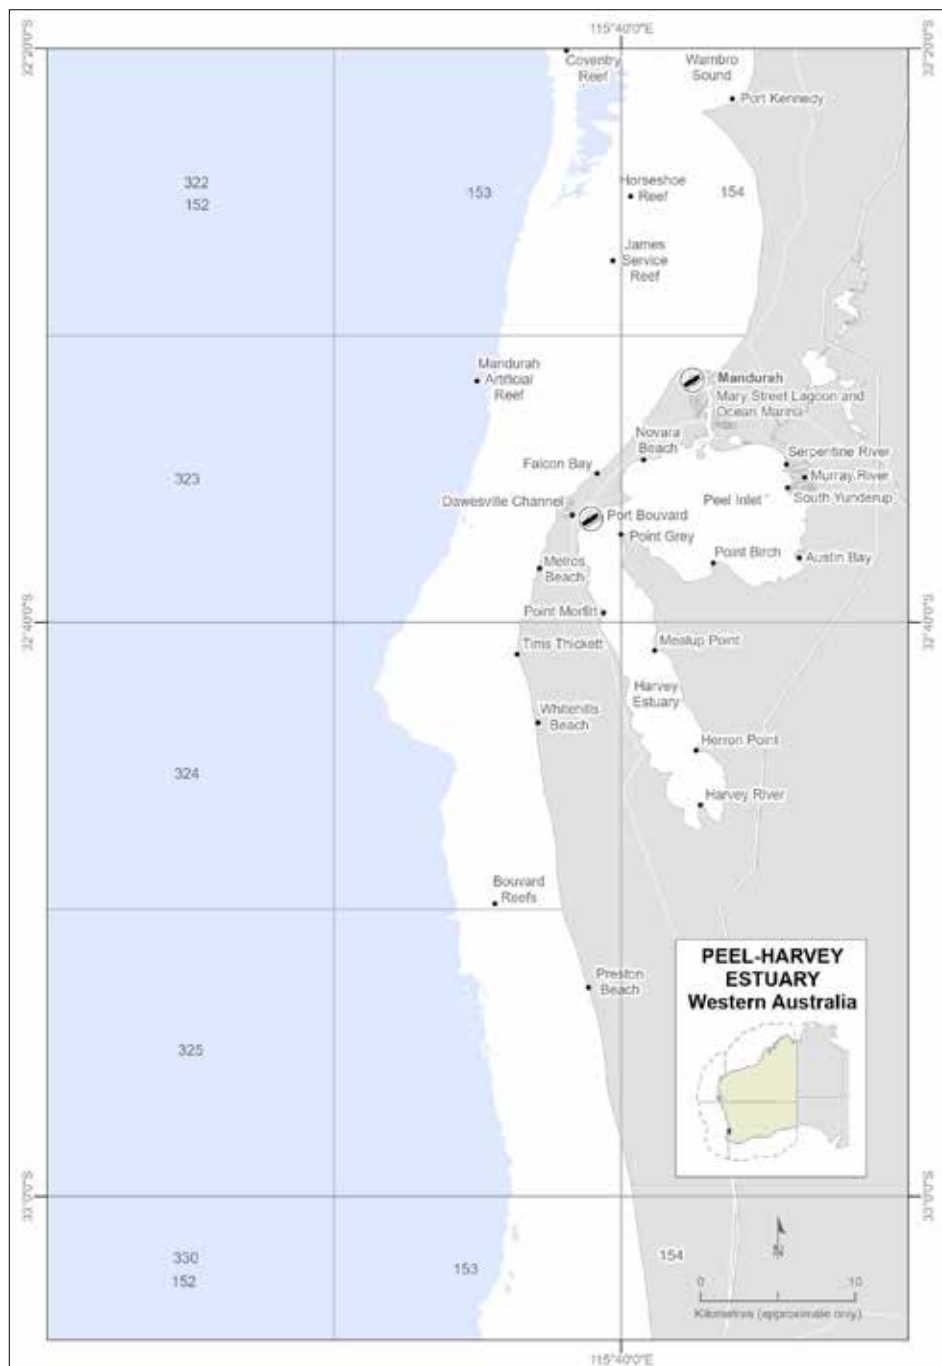 115°40'0"E
32°20'0"S
32°20'0"S
Coventry
Reef
Warnbro
Sound
Port Kennedy
322
152
153
Horseshoe
Reef
154
James
Service
Reef
Mandurah
Artificial
Reef
Mandurah
Mary Street Lagoon and
Ocean Marina
Novara
Beach
Serpentine River
Falcon Bay
323
Murray River
Peel Inlet
South Yunderup
Dawesville Channel
Port Bouvard
Point Grey
Point Birch
Austin Bay
Melros
Beach
Point Morfitt
32°40'0"S
32°40'0"S
Tims Thickett
Mealup Point
Harvey
Estuary
Whitehills
Beach
Herron Point
324
Harvey River
Bouvard
Reefs
PEEL-HARVEY
ESTUARY
Western Australia
Preston
Beach
325
33°0'0"S
33°0'0"S
N
330
152
153
154
0 10
Kilometres (approximate only)
115°40'0"E